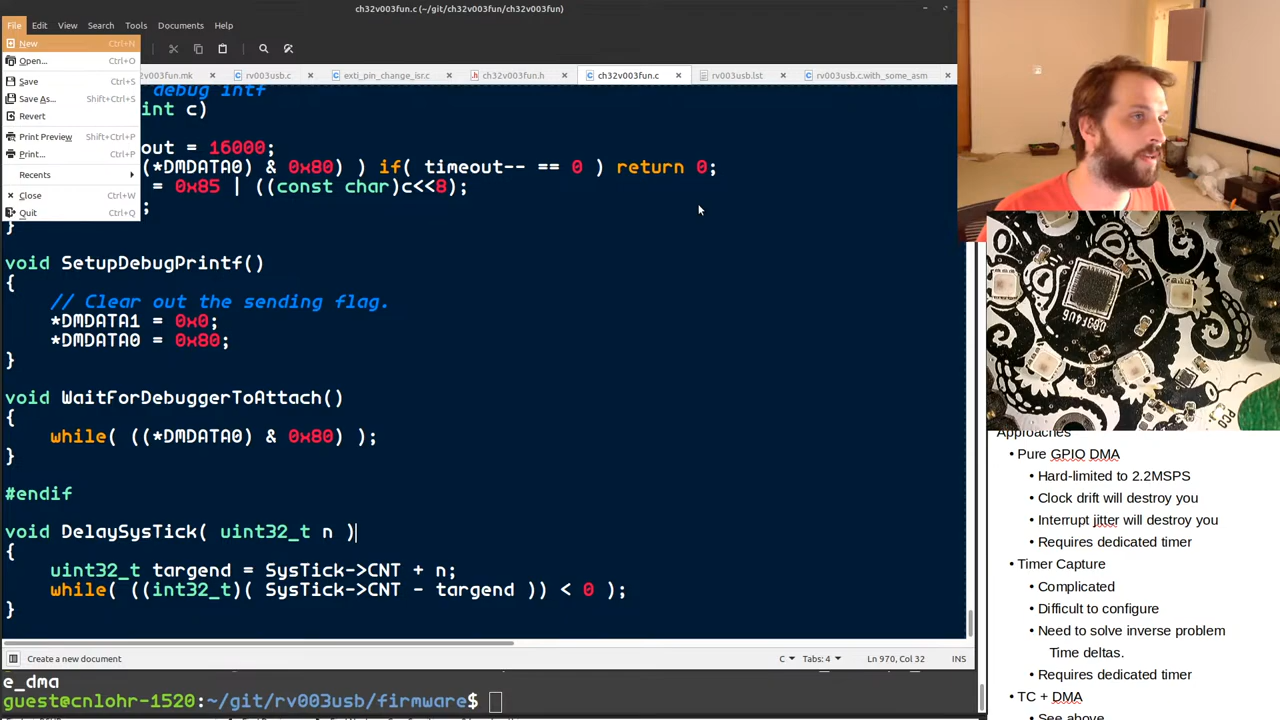 ch32v003fun.c (~/git/ch32v003fun/ch32v003fun)
File Edit View Search Tools Documents Help
New Ctrl+N
Open... Ctrl+O
Save Ctrl+S
Save As... Shift+Ctrl+S
Revert
Print Preview Shift+Ctrl+P
Print... Ctrl+P
Recents
Close Ctrl+W
Quit Ctrl+Q
v003fun.mk rv003usb.c exti_pin_change_isr.c ch32v003fun.h ch32v003fun.c rv003usb.lst rv003usb.c.with_some_asm
debug intf
int c)
out = 16000;
(*DMDATA0) & 0x80) ) if( timeout-- == 0 ) return 0;
= 0x85 | ((const char)c<<8);
;
}
void SetupDebugPrintf()
{
// Clear out the sending flag.
*DMDATA1 = 0x0;
*DMDATA0 = 0x80;
}
void WaitForDebuggerToAttach()
{
while( ((*DMDATA0) & 0x80) );
}
#endif
void DelaySysTick( uint32_t n )
{
uint32_t targend = SysTick->CNT + n;
while( ((int32_t)( SysTick->CNT - targend )) < 0 );
}
Create a new document C Tabs: 4 Ln 970, Col 32 INS
e_dma
guest@cnlohr-1520:~/git/rv003usb/firmware$
Approaches
• Pure GPIO DMA
• Hard-limited to 2.2MSPS
• Clock drift will destroy you
• Interrupt jitter will destroy you
• Requires dedicated timer
• Timer Capture
• Complicated
• Difficult to configure
• Need to solve inverse problem
Time deltas.
• Requires dedicated timer
• TC + DMA
• See above